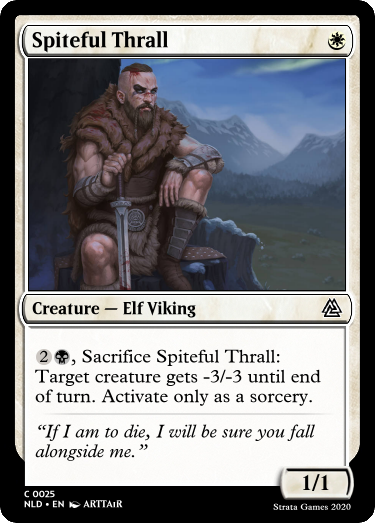 Spiteful Thrall
Creature — Elf Viking
2, Sacrifice Spiteful Thrall:
Target creature gets -3/-3 until end
of turn. Activate only as a sorcery.
“If I am to die, I will be sure you fall
alongside me.”
1/1
C 0025
NLD • EN ARTTAiR
Strata Games 2020